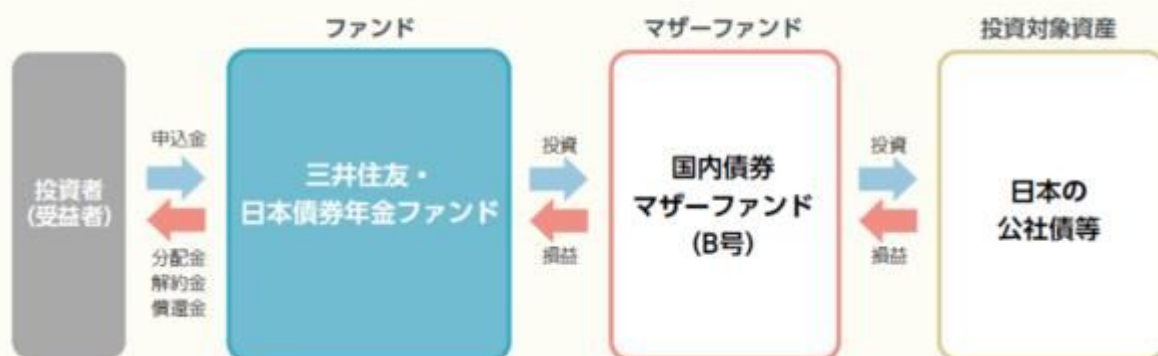 ファンド
マザーファンド
投資対象資産
投資者
(受益者)
申込金
分配金
解約金
償還金
三井住友・
日本債券年金ファンド
投資
損益
国内債券
マザーファンド
(B号)
投資
損益
日本の
公社債等